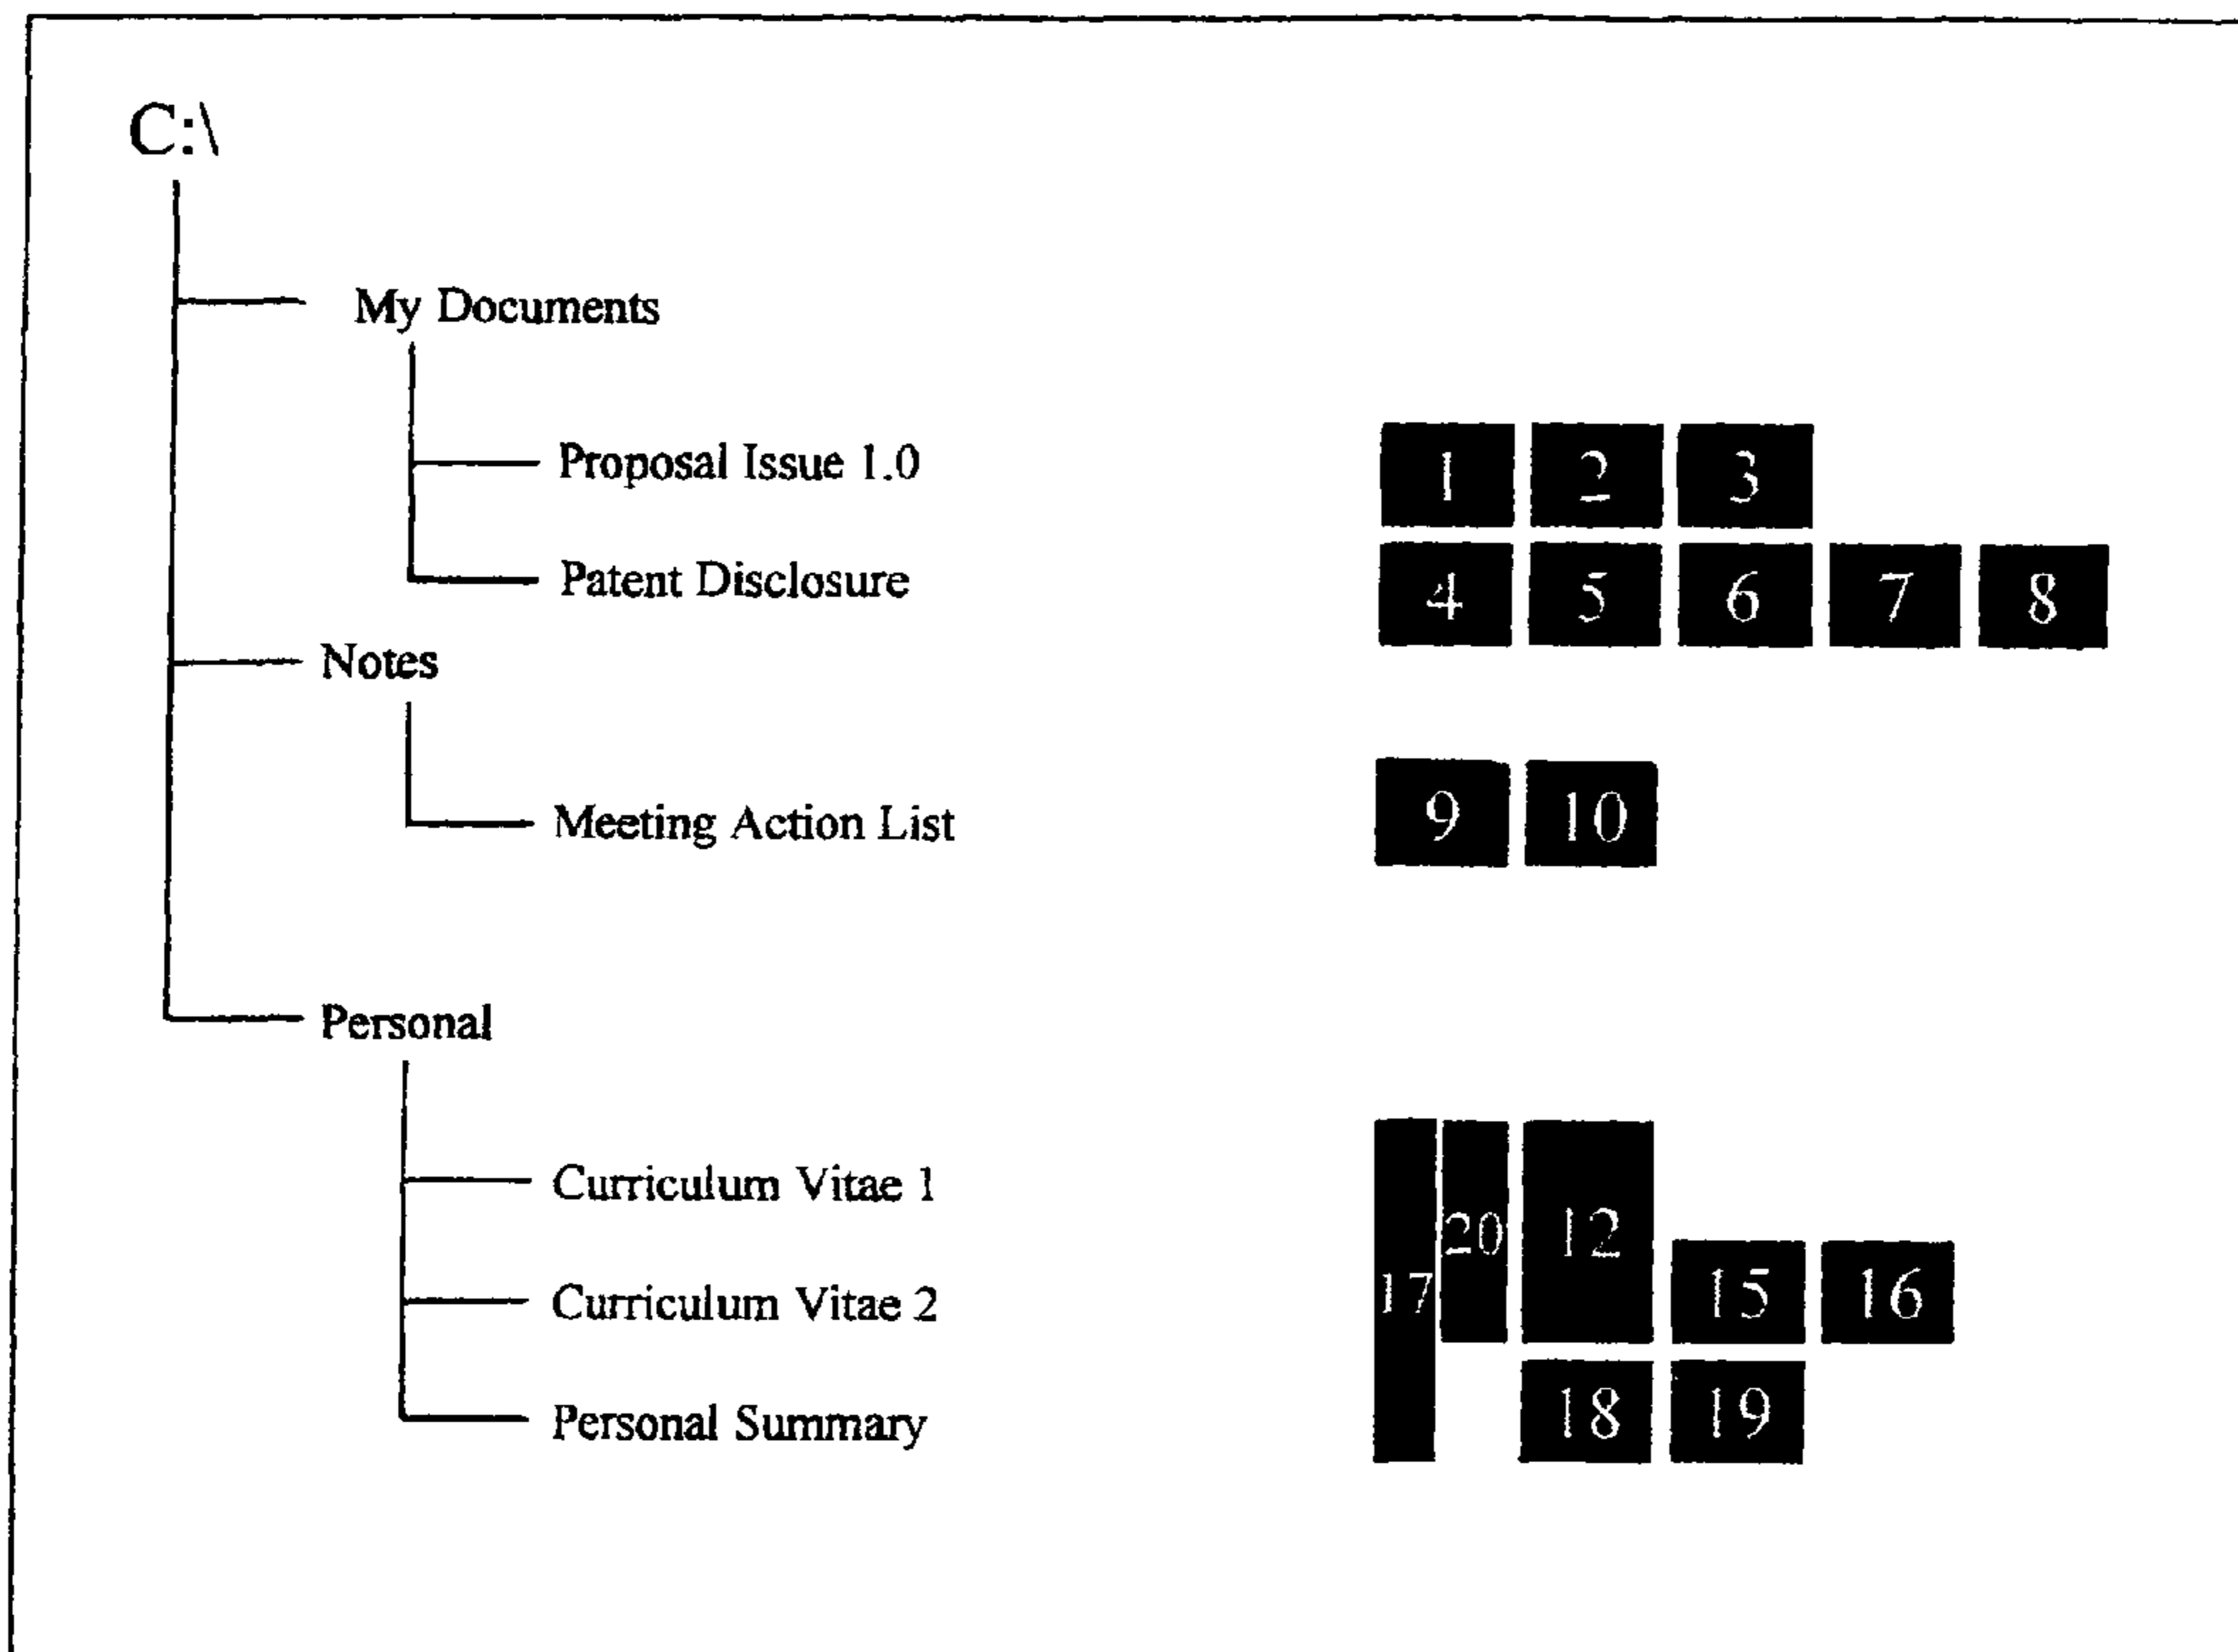 C:\
My Documents
Proposal Issue 1.0
1 2 3
Patent Disclosure
4 5 6 7 8
Notes
Meeting Action List
9 10
Personal
Curriculum Vitae 1
20 12
Curriculum Vitae 2
17 15 16
Personal Summary
18 19